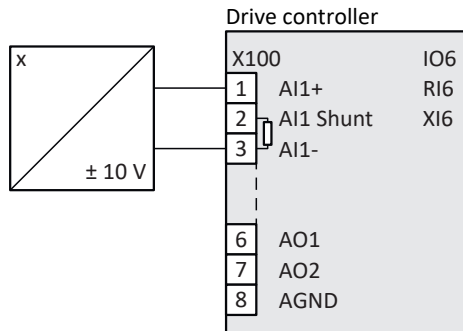 Drive controller
x
± 10 V
X100 IO6
1 AI1+ RI6
2 AI1 Shunt XI6
3 AI1-
6 AO1
7 AO2
8 AGND